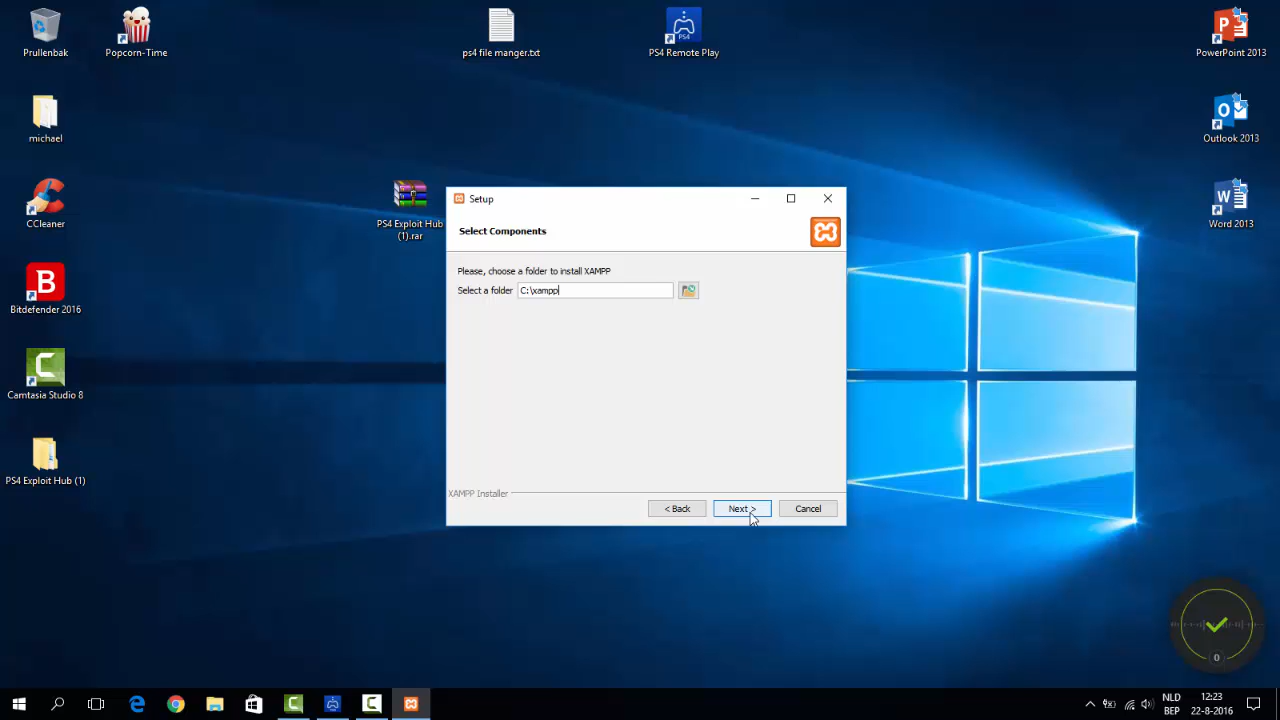 Prullenbak
Popcorn-Time
ps4 file manger.txt
PS4 Remote Play
PowerPoint 2013
michael
Outlook 2013
CCleaner
PS4 Exploit Hub
(1).rar
Word 2013
Bitdefender 2016
Camtasia Studio 8
PS4 Exploit Hub (1)
Setup
Select Components
Please, choose a folder to install XAMPP
Select a folder
C:\xampp
XAMPP Installer
< Back
Next >
Cancel
0
NLD
BEP
12:23
22-8-2016